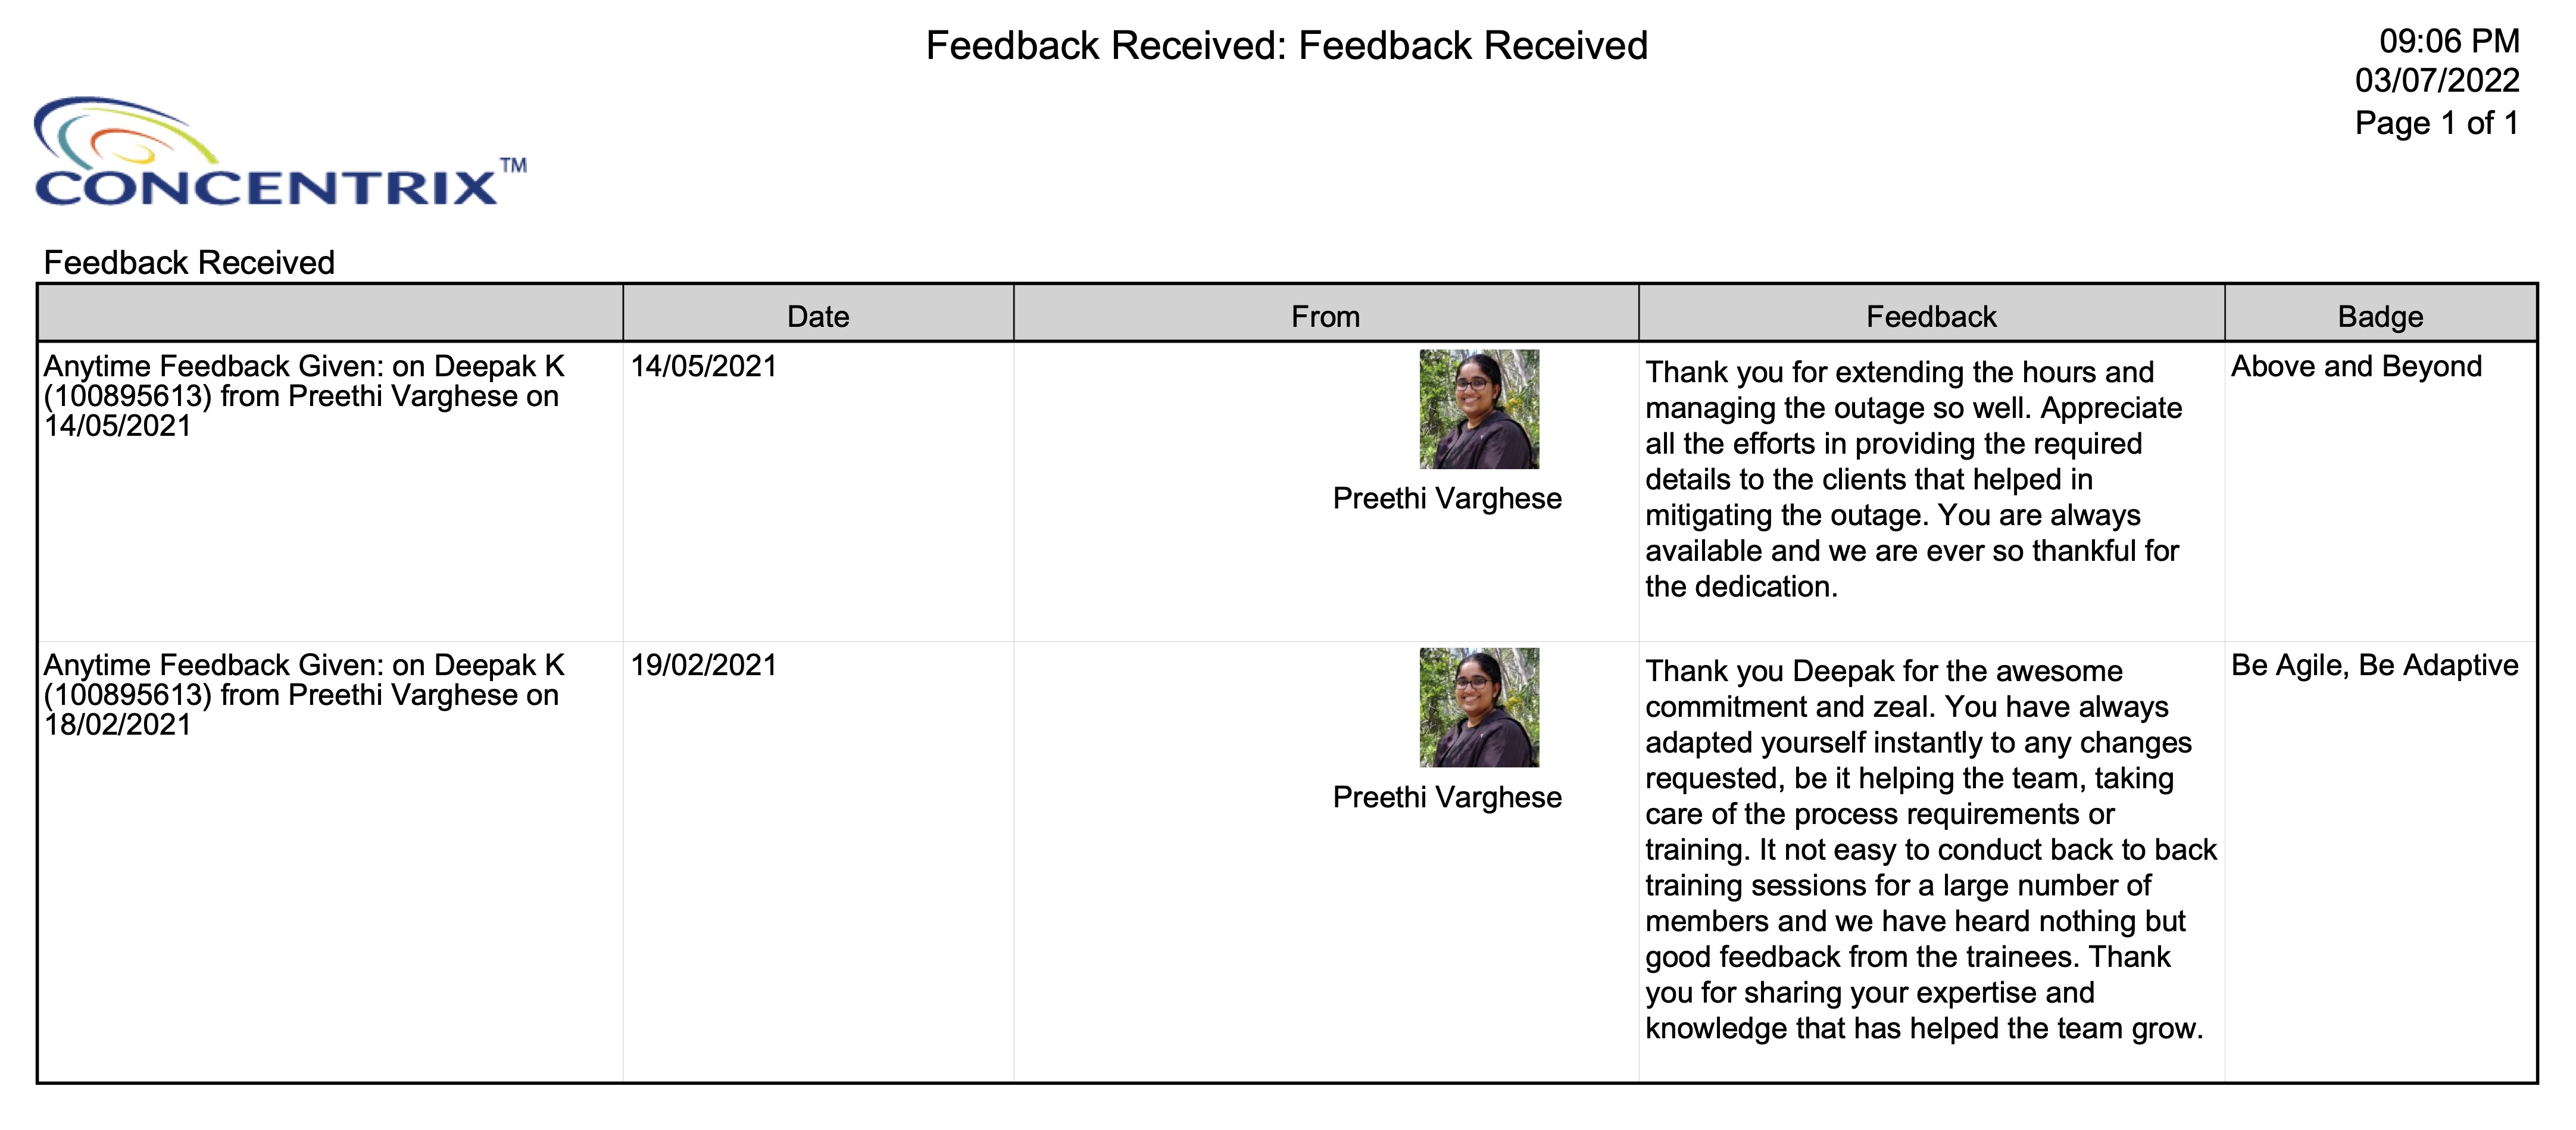 Feedback Received: Feedback Received
09:06 PM
03/07/2022
Page 1 of 1
CONCENTRIX™
Feedback Received
Date
From
Feedback
Badge
Anytime Feedback Given: on Deepak K
(100895613) from Preethi Varghese on
14/05/2021
14/05/2021
Preethi Varghese
Thank you for extending the hours and
managing the outage so well. Appreciate
all the efforts in providing the required
details to the clients that helped in
mitigating the outage. You are always
available and we are ever so thankful for
the dedication.
Above and Beyond
Anytime Feedback Given: on Deepak K
(100895613) from Preethi Varghese on
18/02/2021
19/02/2021
Preethi Varghese
Thank you Deepak for the awesome
commitment and zeal. You have always
adapted yourself instantly to any changes
requested, be it helping the team, taking
care of the process requirements or
training. It not easy to conduct back to back
training sessions for a large number of
members and we have heard nothing but
good feedback from the trainees. Thank
you for sharing your expertise and
knowledge that has helped the team grow.
Be Agile, Be Adaptive